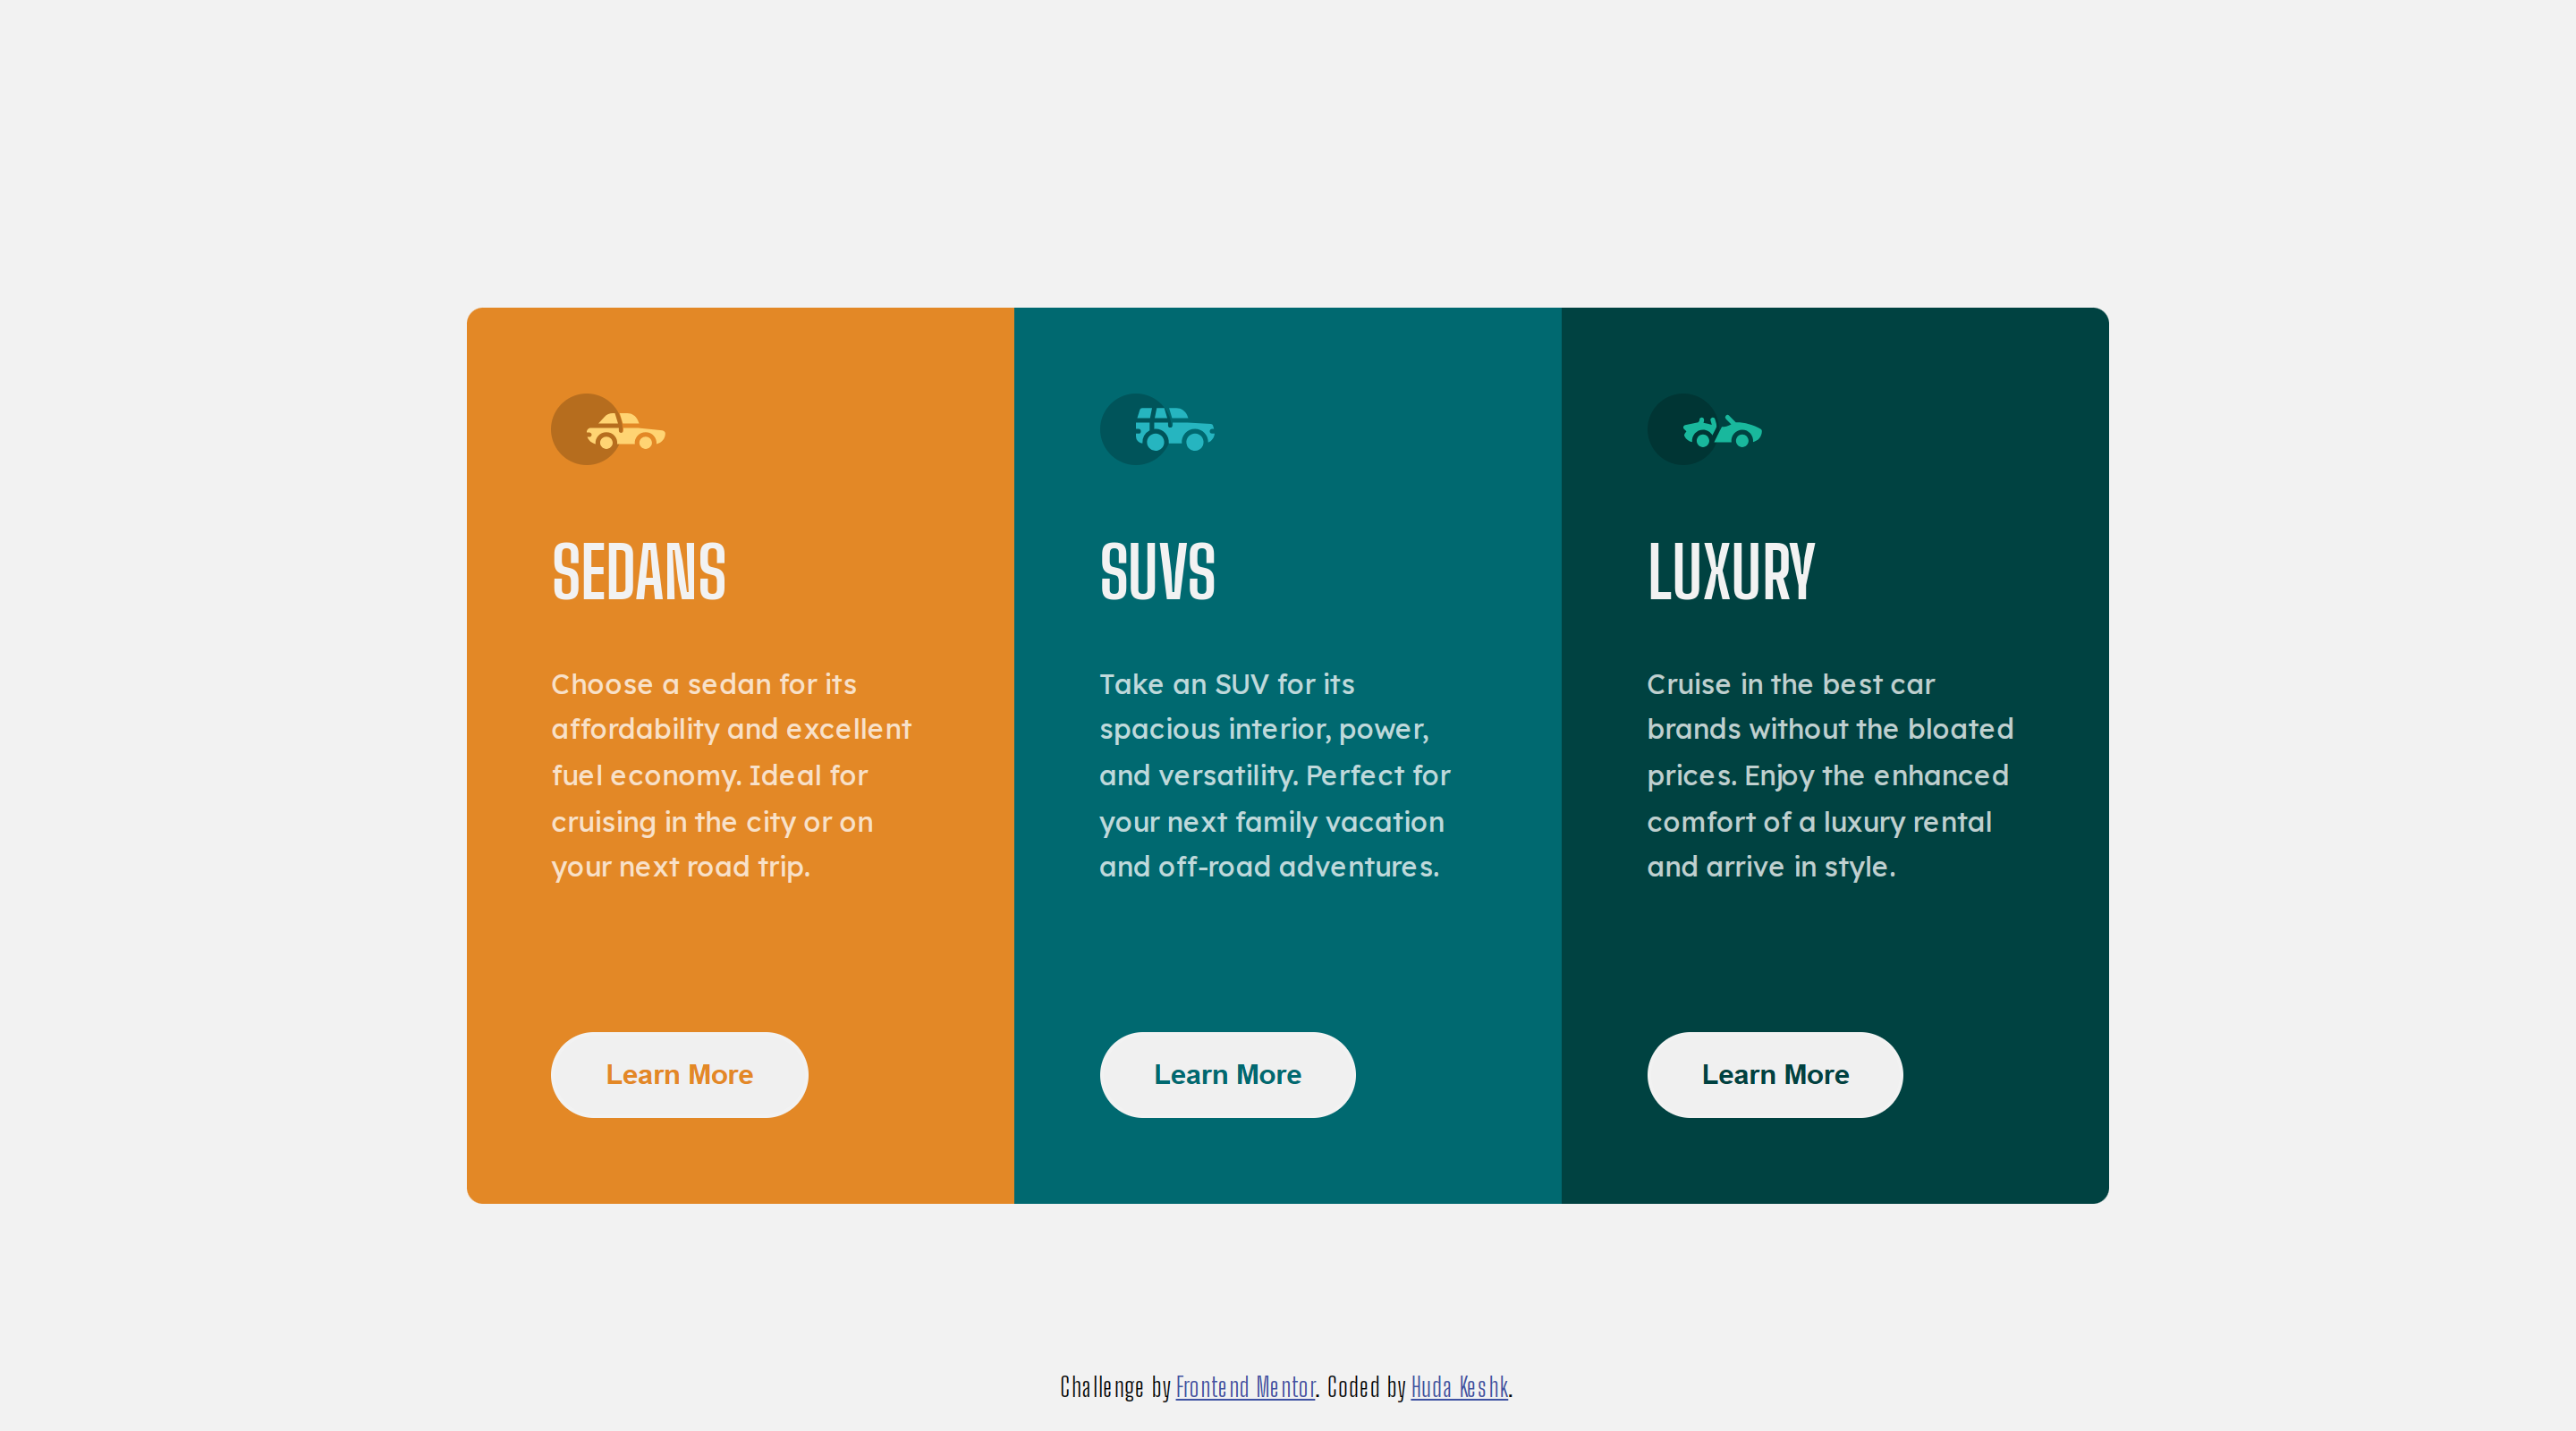 SEDANS
Choose a sedan for its
affordability and excellent
fuel economy. Ideal for
cruising in the city or on
your next road trip.
Learn More
SUVS
Take an SUV for its
spacious interior, power,
and versatility. Perfect for
your next family vacation
and off-road adventures.
Learn More
LUXURY
Cruise in the best car
brands without the bloated
prices. Enjoy the enhanced
comfort of a luxury rental
and arrive in style.
Learn More
Challenge by Frontend Mentor. Coded by Huda Keshk.